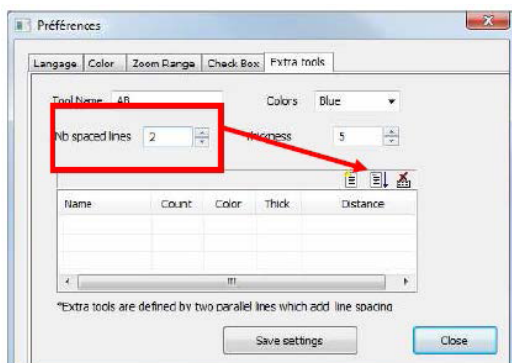 Préférences
Langage Color Zoom Range Check Box Extra tools
Tool Name AB Colors Blue
Nb spaced lines 2 Thickness 5
Name Count Color Thick Distance
*Extra tools are defined by two parallel lines which add line spacing
Save settings Close